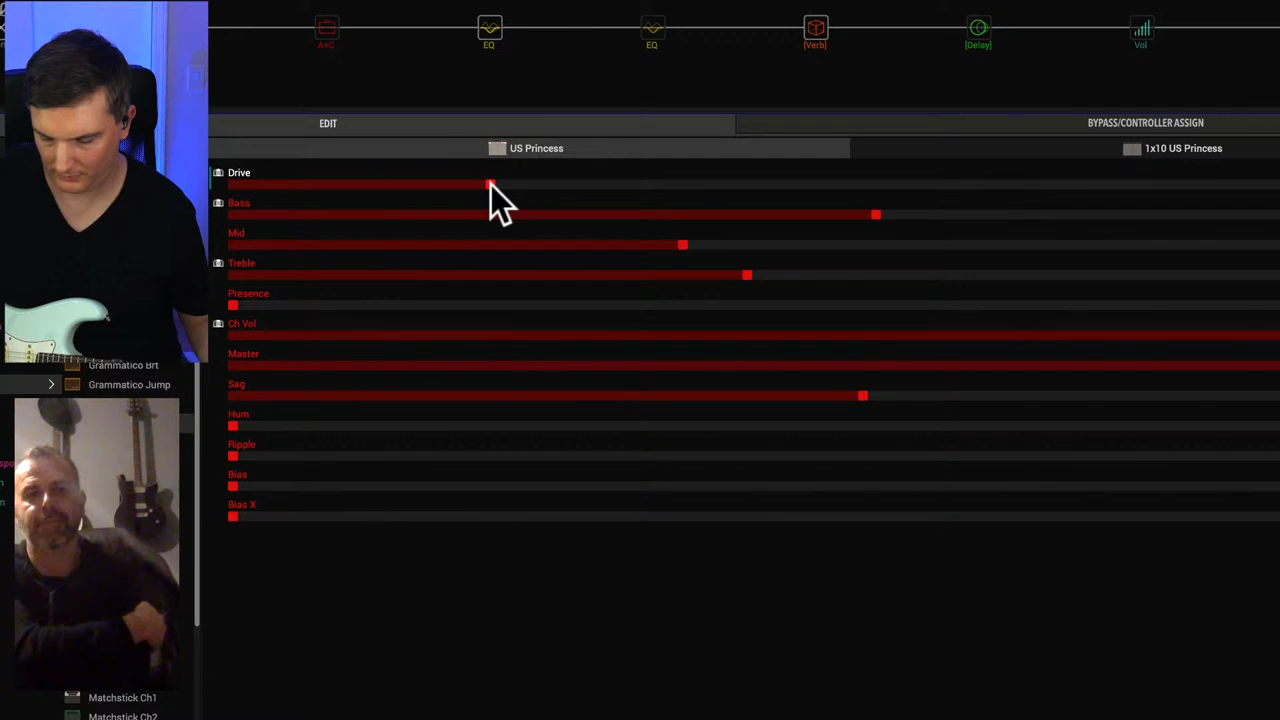 A+C
EQ
EQ
[Verb]
[Delay]
Vol
EDIT
BYPASS/CONTROLLER ASSIGN
US Princess
1x10 US Princess
Drive
Bass
Mid
Treble
Presence
Ch Vol
Master
Sag
Hum
Ripple
Bias
Bias X
Grammatico Brt
Grammatico Jump
Matchstick Ch1
Matchstick Ch2